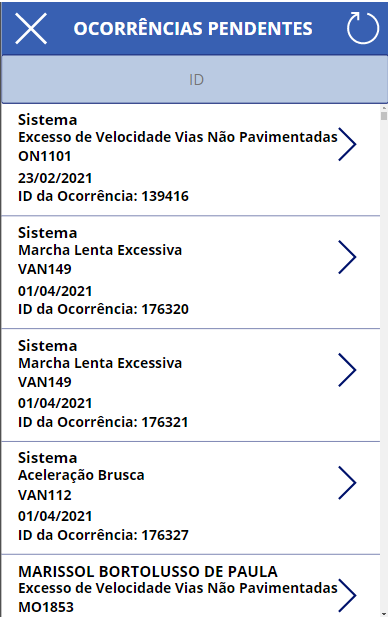 OCORRÊNCIAS PENDENTES
ID
Sistema
Excesso de Velocidade Vias Não Pavimentadas
ON1101
23/02/2021
ID da Ocorrência: 139416
Sistema
Marcha Lenta Excessiva
VAN149
01/04/2021
ID da Ocorrência: 176320
Sistema
Marcha Lenta Excessiva
VAN149
01/04/2021
ID da Ocorrência: 176321
Sistema
Aceleração Brusca
VAN112
01/04/2021
ID da Ocorrência: 176327
MARISSOL BORTOLUSSO DE PAULA
Excesso de Velocidade Vias Não Pavimentadas
MO1853